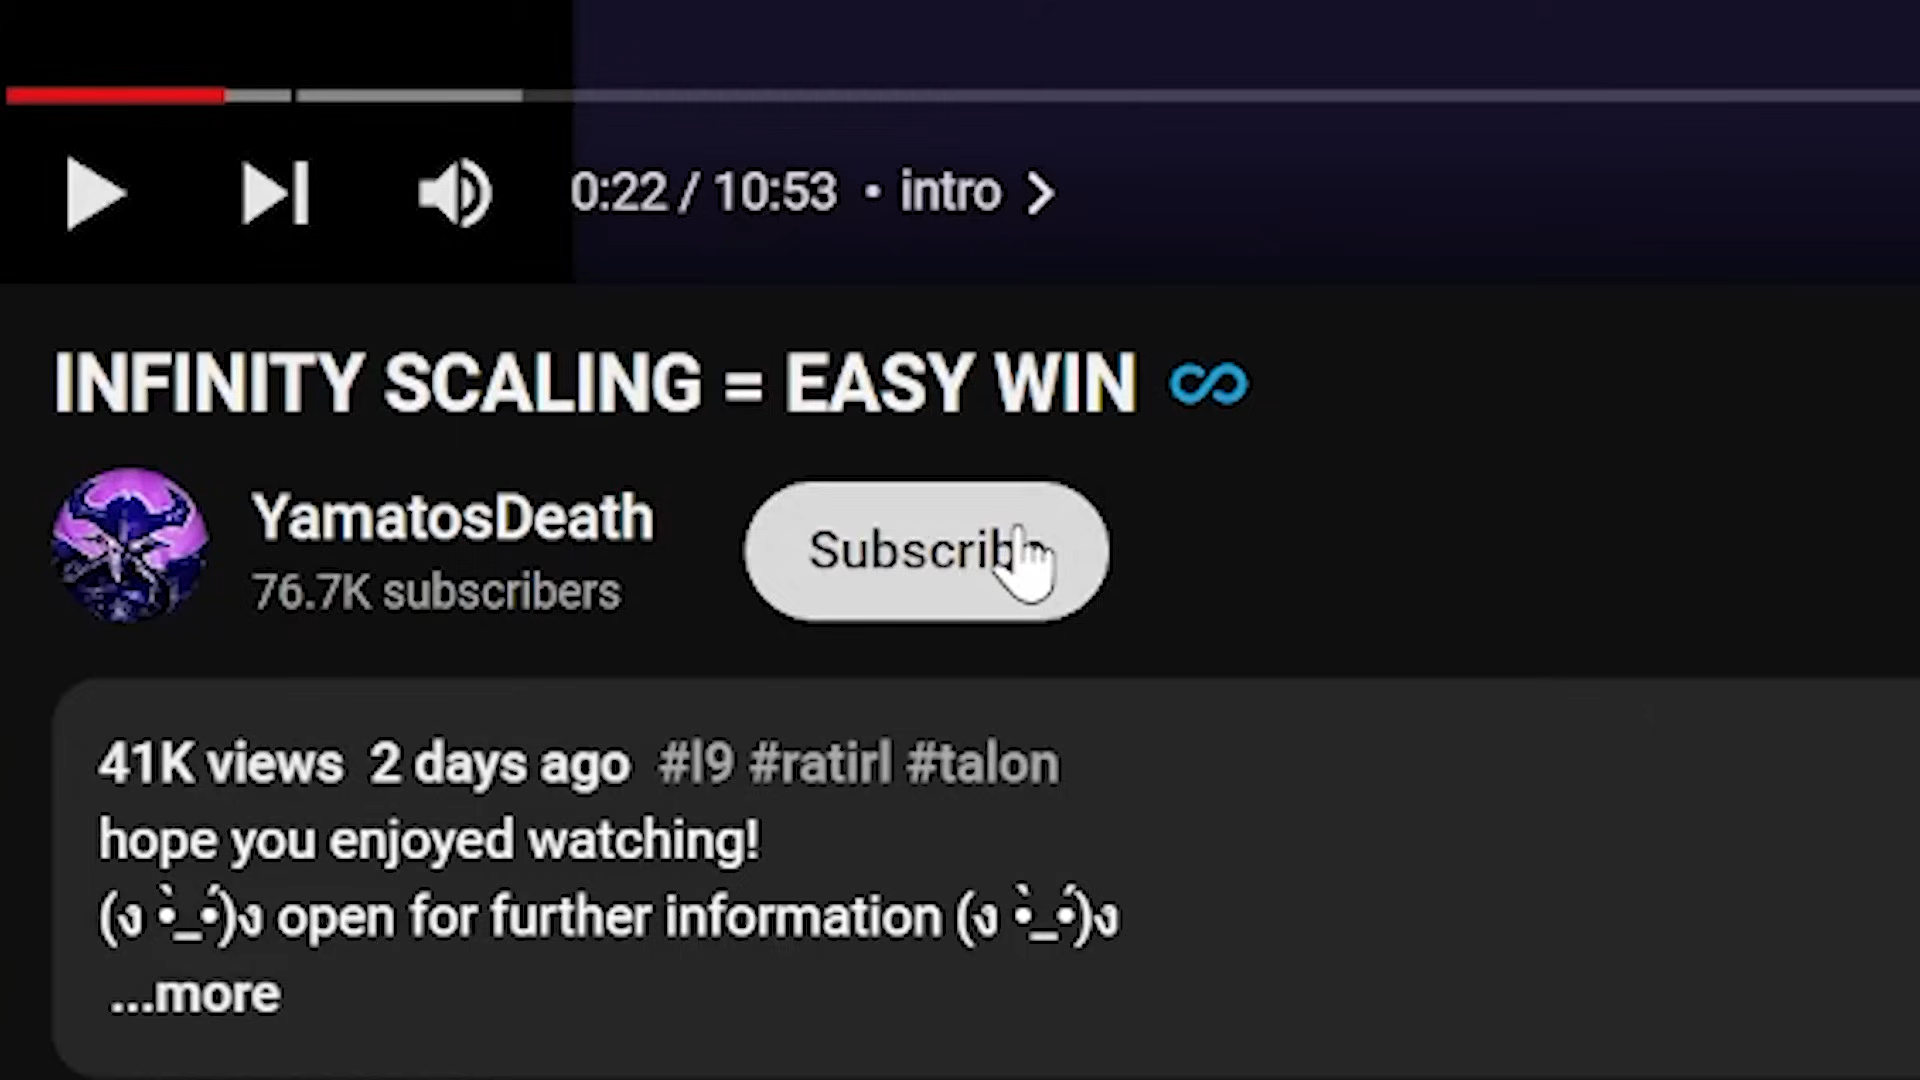 0:22 / 10:53 • intro
INFINITY SCALING = EASY WIN ∞
YamatosDeath
Subscribe
76.7K subscribers
41K views 2 days ago #l9 #ratirl #talon
hope you enjoyed watching!
(ง •̀_•́)ง open for further information (ง •̀_•́)ง
...more